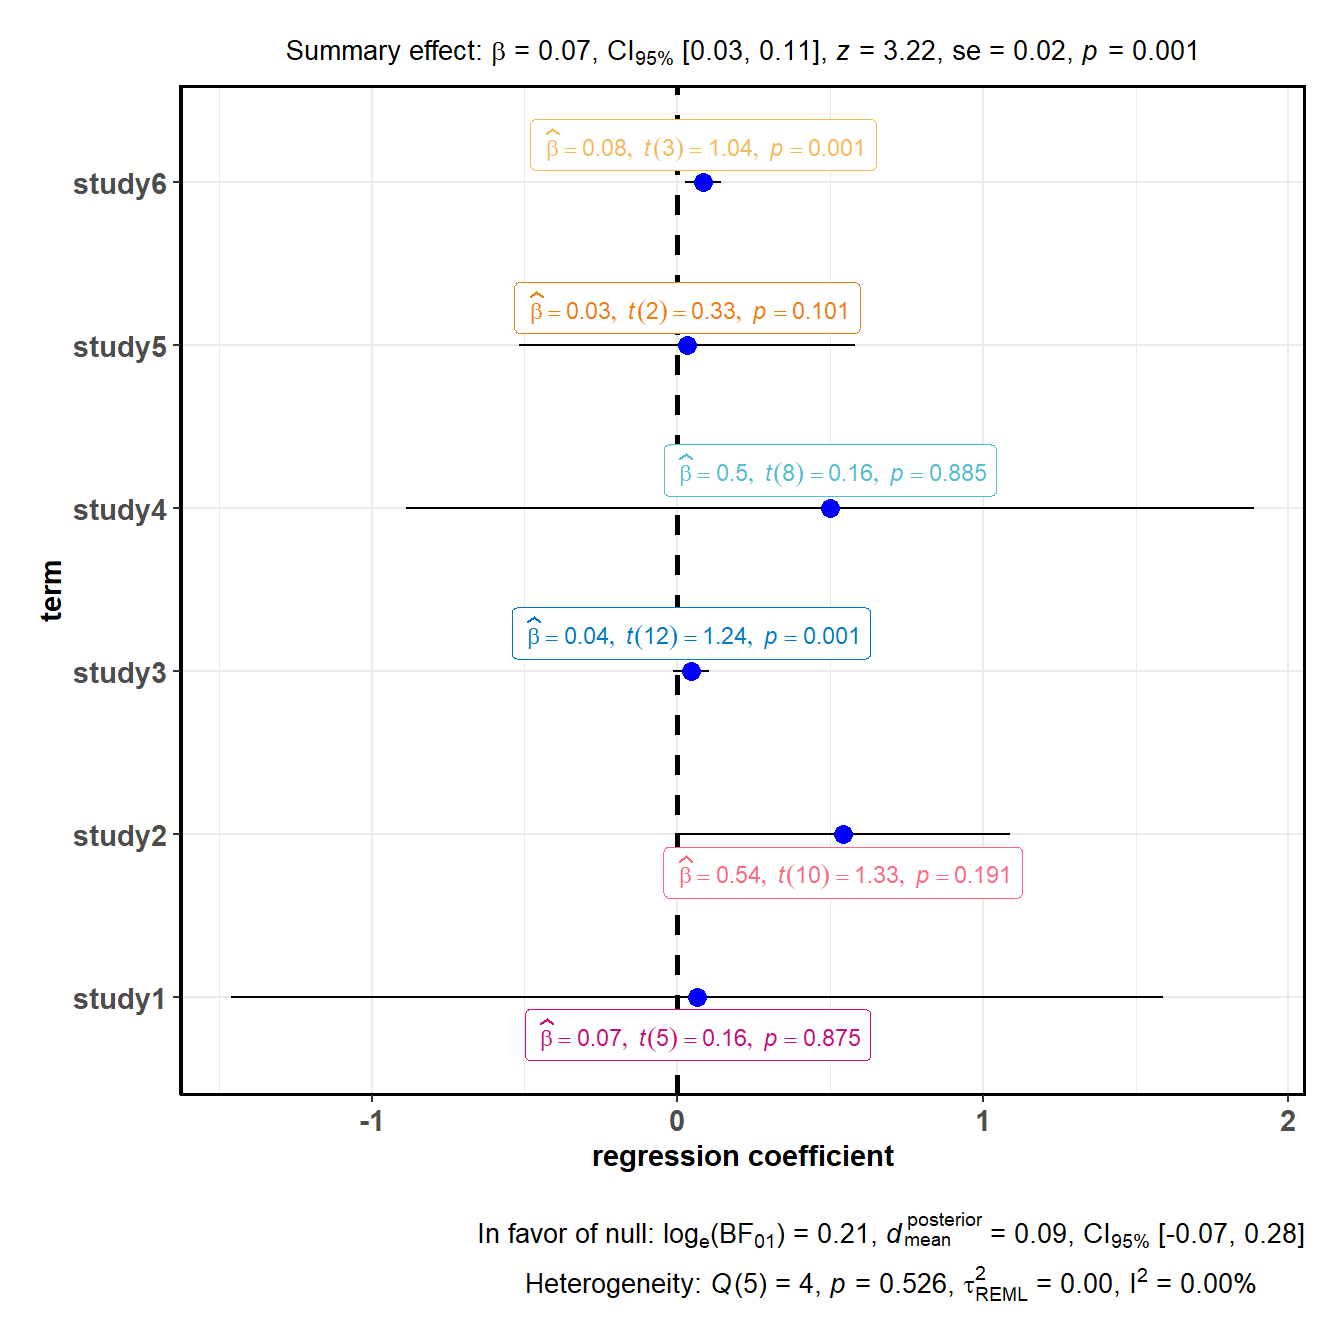 Summary effect: β = 0.07, CI95% [0.03, 0.11], z = 3.22, se = 0.02, p = 0.001
β̂ = 0.08, t(3) = 1.04, p = 0.001
study6
β̂ = 0.03, t(2) = 0.33, p = 0.101
study5
β̂ = 0.5, t(8) = 0.16, p = 0.885
study4
term
β̂ = 0.04, t(12) = 1.24, p = 0.001
study3
study2
β̂ = 0.54, t(10) = 1.33, p = 0.191
study1
β̂ = 0.07, t(5) = 0.16, p = 0.875
-1 0 1 2
regression coefficient
In favor of null: loge(BF01) = 0.21, d posterior mean = 0.09, CI95% [-0.07, 0.28]
Heterogeneity: Q(5) = 4, p = 0.526, τ²REML = 0.00, I² = 0.00%